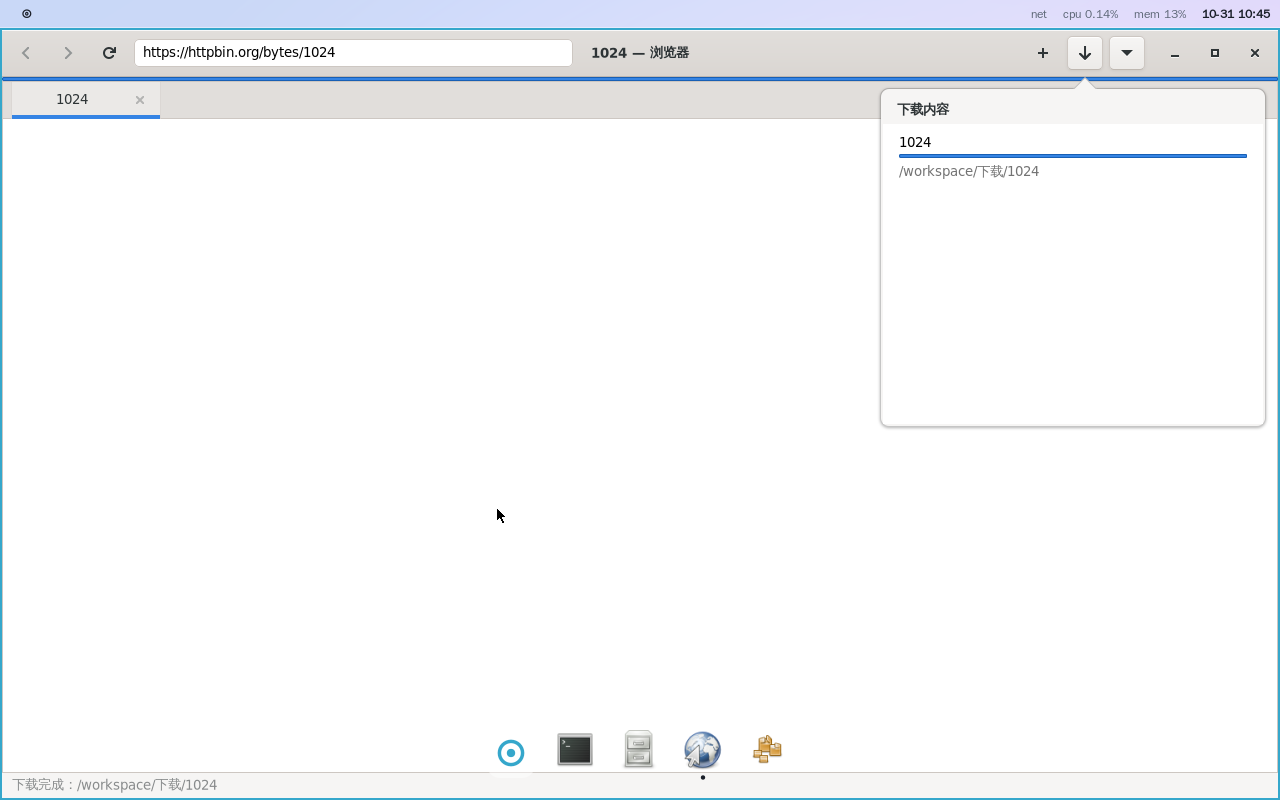 net cpu 0.14% mem 13% 10-31 10:45
https://httpbin.org/bytes/1024
1024 — 浏览器
1024
下载内容
1024
/workspace/下载/1024
下载完成：/workspace/下载/1024